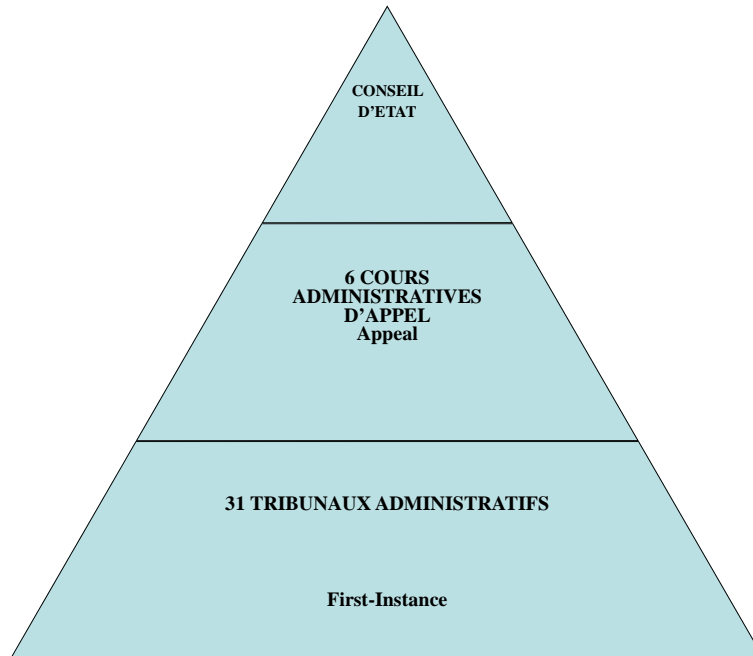 CONSEIL
D’ETAT
6 COURS
ADMINISTRATIVES
D’APPEL
Appeal
31 TRIBUNAUX ADMINISTRATIFS
First-Instance